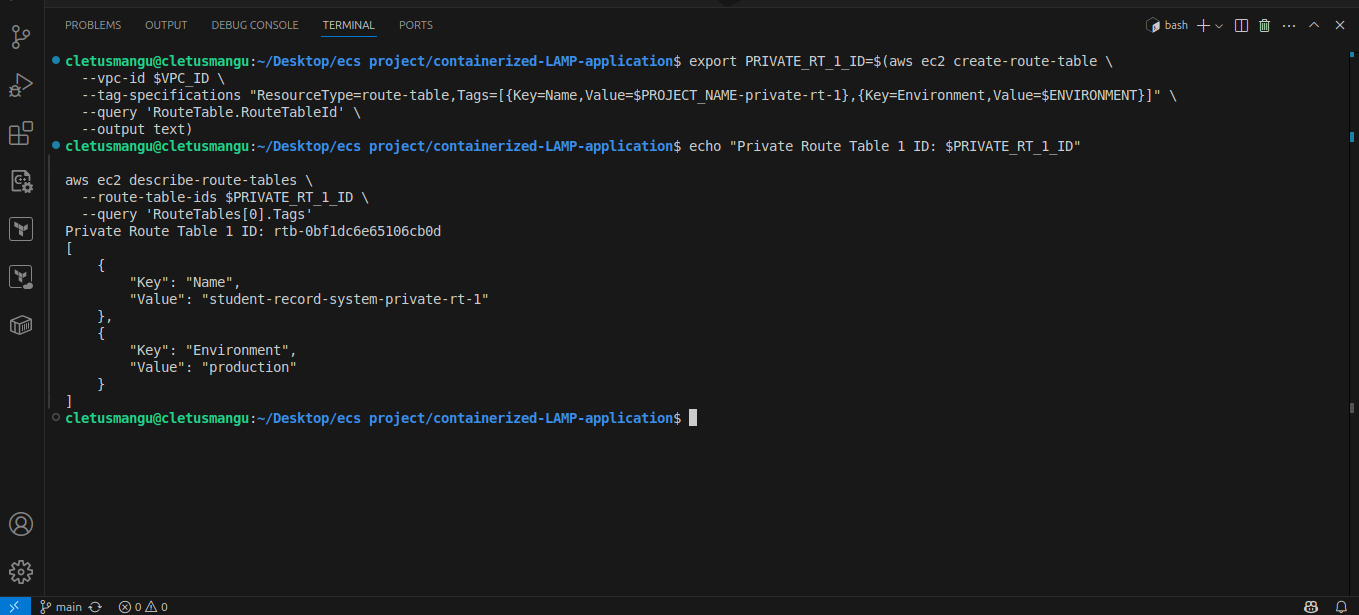 PROBLEMS OUTPUT DEBUG CONSOLE TERMINAL PORTS bash
cletusmangu@cletusmangu:~/Desktop/ecs project/containerized-LAMP-application$ export PRIVATE_RT_1_ID=$(aws ec2 create-route-table \
--vpc-id $VPC_ID \
--tag-specifications "ResourceType=route-table,Tags=[{Key=Name,Value=$PROJECT_NAME-private-rt-1},{Key=Environment,Value=$ENVIRONMENT}]" \
--query 'RouteTable.RouteTableId' \
--output text)
cletusmangu@cletusmangu:~/Desktop/ecs project/containerized-LAMP-application$ echo "Private Route Table 1 ID: $PRIVATE_RT_1_ID"
aws ec2 describe-route-tables \
--route-table-ids $PRIVATE_RT_1_ID \
--query 'RouteTables[0].Tags'
Private Route Table 1 ID: rtb-0bf1dc6e65106cb0d
[
{
"Key": "Name",
"Value": "student-record-system-private-rt-1"
},
{
"Key": "Environment",
"Value": "production"
}
]
cletusmangu@cletusmangu:~/Desktop/ecs project/containerized-LAMP-application$
main 0 0